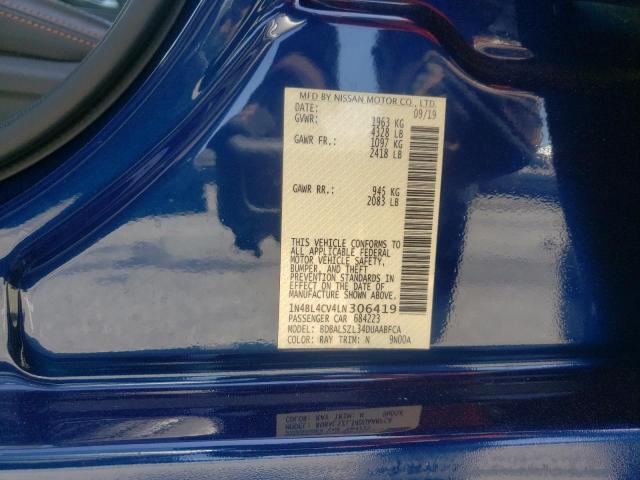 MFD BY NISSAN MOTOR CO., LTD.
DATE: 09/19
GVWR: 1963 KG
4328 LB
GAWR FR.: 1097 KG
2418 LB
GAWR RR.: 945 KG
2083 LB
THIS VEHICLE CONFORMS TO
ALL APPLICABLE FEDERAL
MOTOR VEHICLE SAFETY,
BUMPER, AND THEFT
PREVENTION STANDARDS IN
EFFECT ON THE DATE OF
MANUFACTURE SHOWN ABOVE.
1N4BL4CV4LN306419
PASSENGER CAR 684223
MODEL: BDBALSZL34DUAABFCA
COLOR: RAY TRIM: N 9N00A